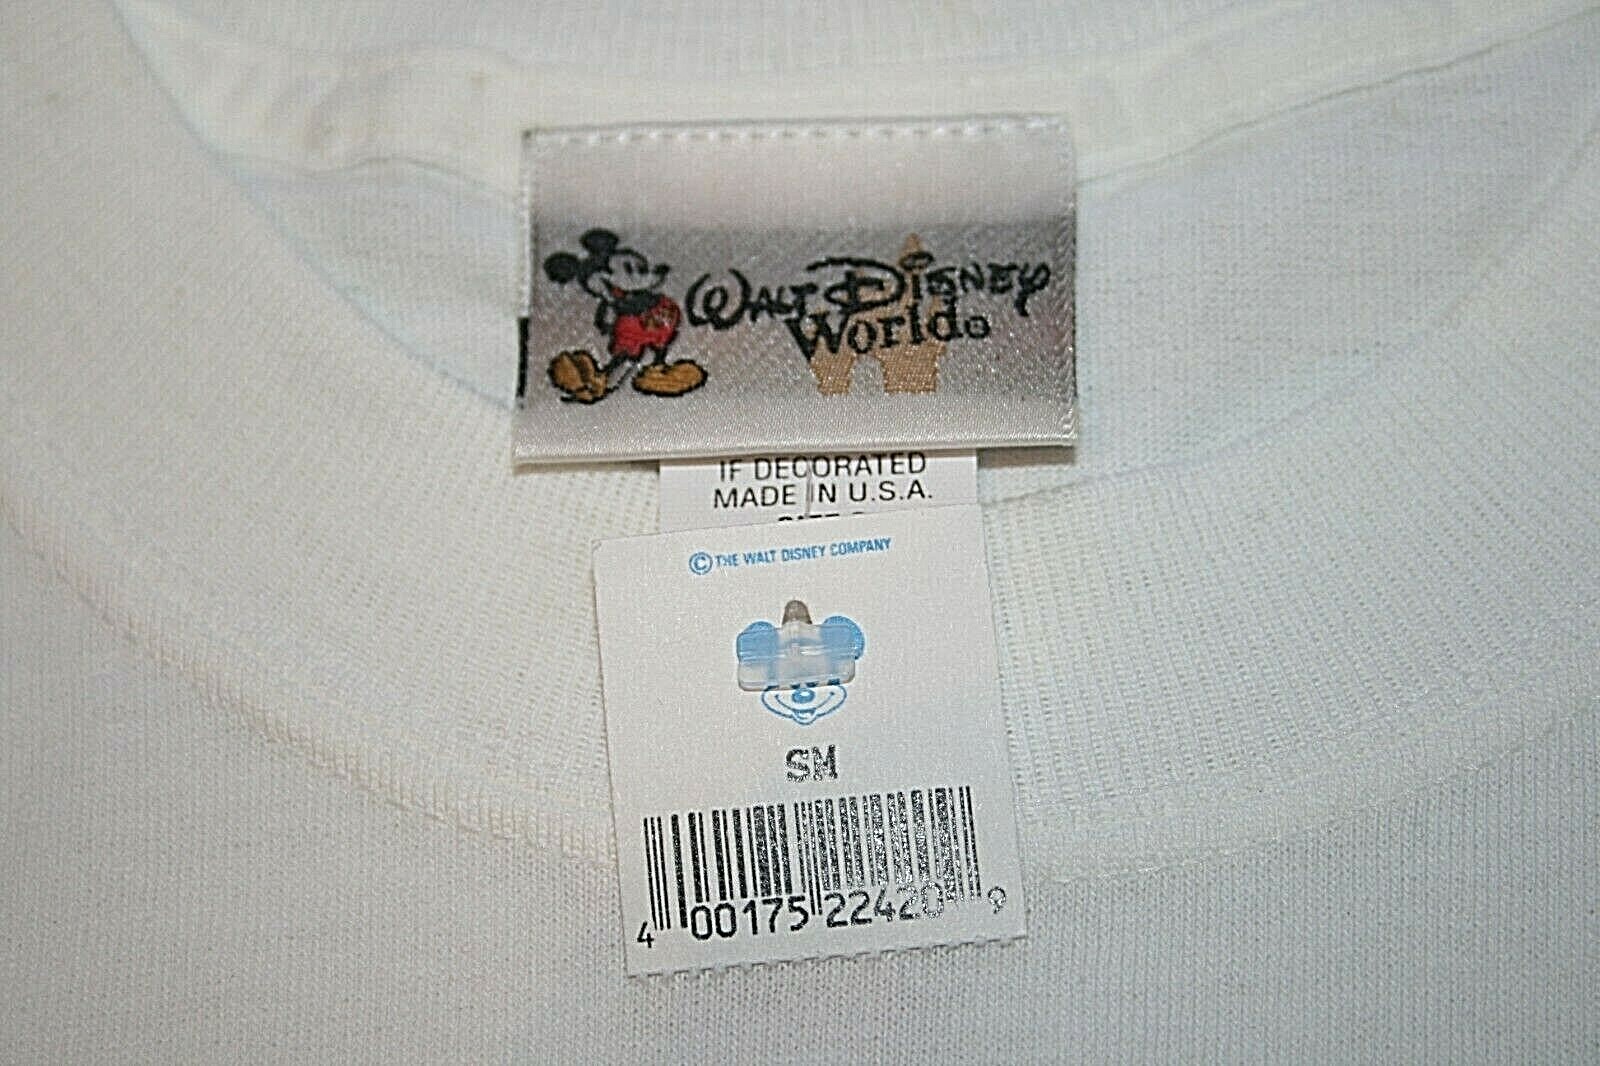 WALT DISNEY
World®
IF DECORATED
MADE IN U.S.A.
© THE WALT DISNEY COMPANY
SM
4 00175 22420 9